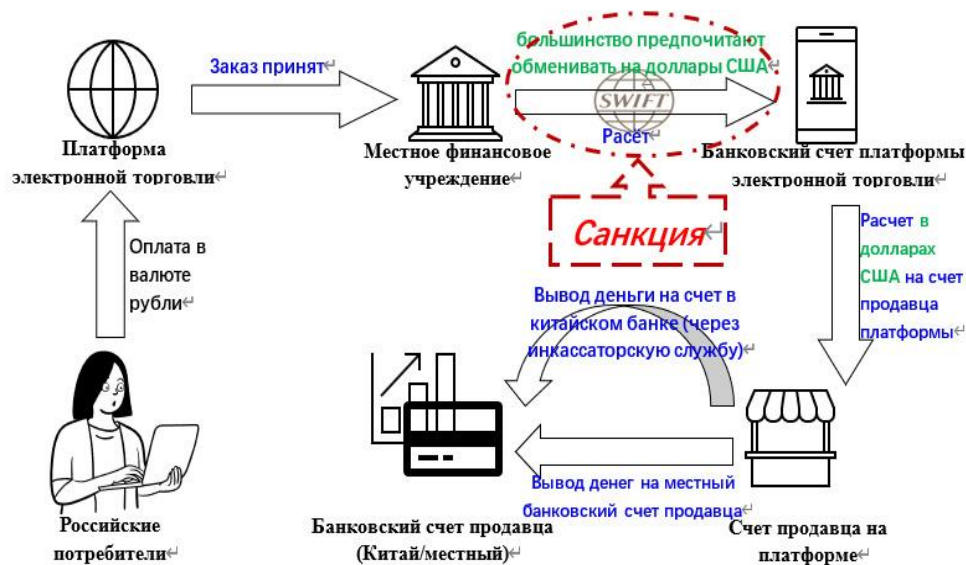 большинство предпочитают
обменивать на доллары США
Заказ принят
SWIFT
Расёт
Платформа
электронной торговли
Местное финансовое
учреждение
Банковский счет платформы
электронной торговли
Санкция
Оплата в
валюте
рубли
Расчет в
долларах
США на счет
продавца
платформы
Вывод деньги на счет в
китайском банке (через
инкассаторскую службу)
Вывод денег на местный
банковский счет продавца
Российские
потребители
Банковский счет продавца
(Китай/местный)
Счет продавца на
платформе